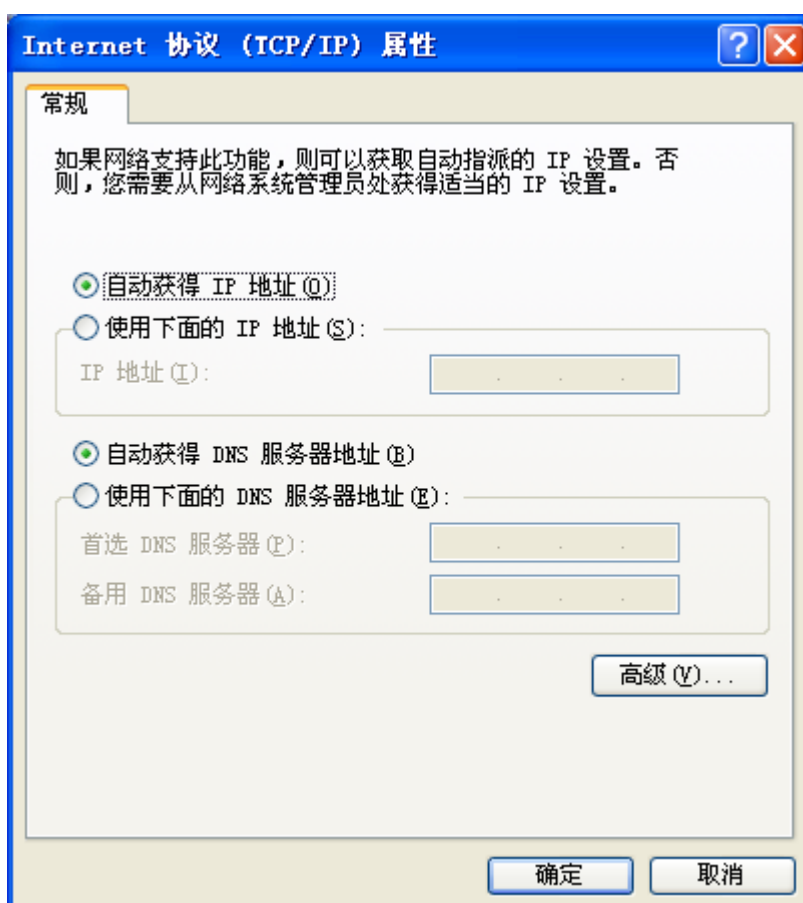 Internet 协议 (TCP/IP) 属性
常规
如果网络支持此功能，则可以获取自动指派的 IP 设置。否
则，您需要从网络系统管理员处获得适当的 IP 设置。
自动获得 IP 地址(O)
使用下面的 IP 地址(S):
IP 地址(I):
自动获得 DNS 服务器地址(B)
使用下面的 DNS 服务器地址(E):
首选 DNS 服务器(P):
备用 DNS 服务器(A):
高级(V)...
确定 取消